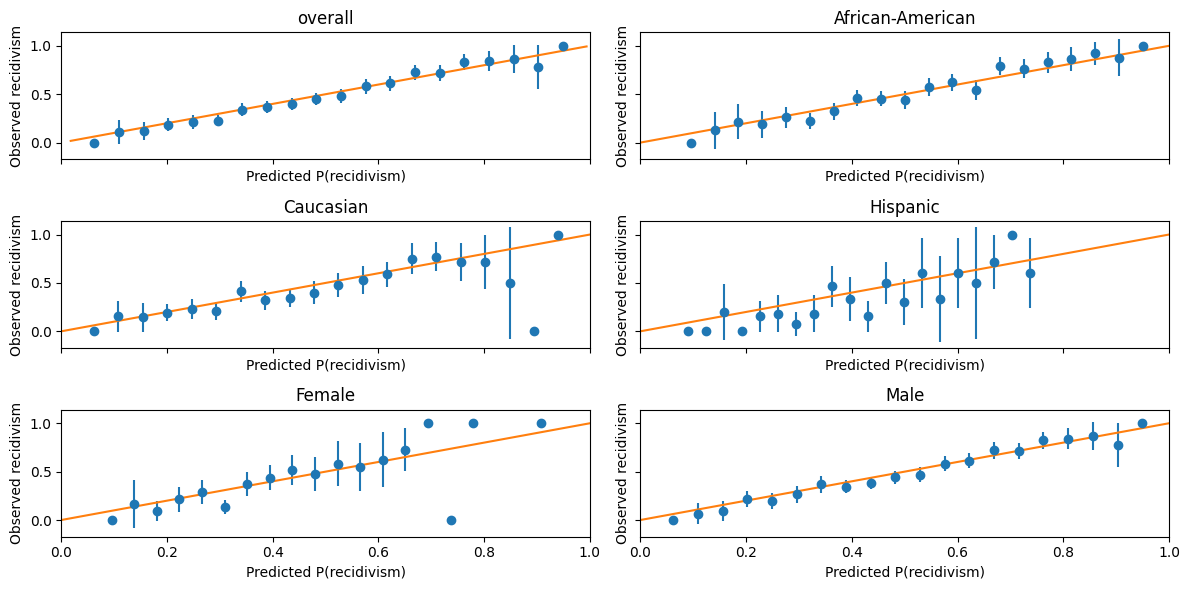 overall
African-American
Observed recidivism
1.0
0.5
0.0
Predicted P(recidivism)
Observed recidivism
Predicted P(recidivism)
Caucasian
Hispanic
Observed recidivism
1.0
0.5
0.0
Predicted P(recidivism)
Observed recidivism
Predicted P(recidivism)
Female
Male
Observed recidivism
1.0
0.5
0.0
0.0 0.2 0.4 0.6 0.8 1.0
Predicted P(recidivism)
Observed recidivism
0.0 0.2 0.4 0.6 0.8 1.0
Predicted P(recidivism)